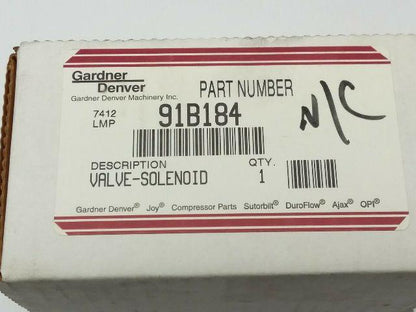 Gardner
Denver
Gardner Denver Machinery Inc.
PART NUMBER
7412
LMP
91B184
N/C
DESCRIPTION
QTY.
VALVE-SOLENOID
1
Gardner Denver® Joy® Compressor Parts Sutorbilt® DuroFlow® Ajax® OPI®